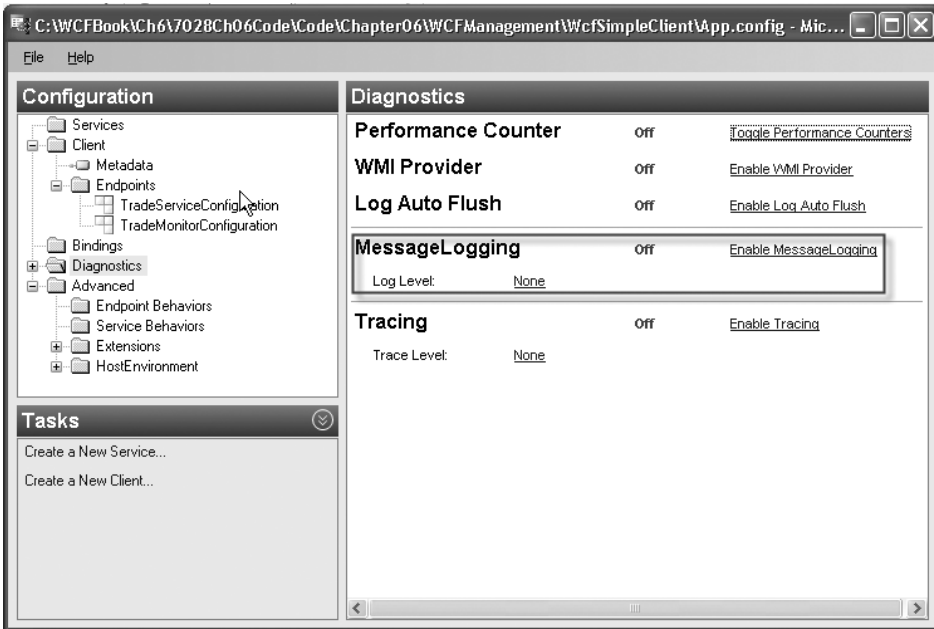 C:\WCFBook\Ch6\7028Ch06Code\Code\Chapter06\WCFManagement\WcfSimpleClient\App.config - Mic...
File Help
Configuration
Services
Client
Metadata
Endpoints
TradeServiceConfiguration
TradeMonitorConfiguration
Bindings
Diagnostics
Advanced
Endpoint Behaviors
Service Behaviors
Extensions
HostEnvironment
Tasks
Create a New Service...
Create a New Client...
Diagnostics
Performance Counter Off Toggle Performance Counters
WMI Provider Off Enable WMI Provider
Log Auto Flush Off Enable Log Auto Flush
MessageLogging Off Enable MessageLogging
Log Level: None
Tracing Off Enable Tracing
Trace Level: None